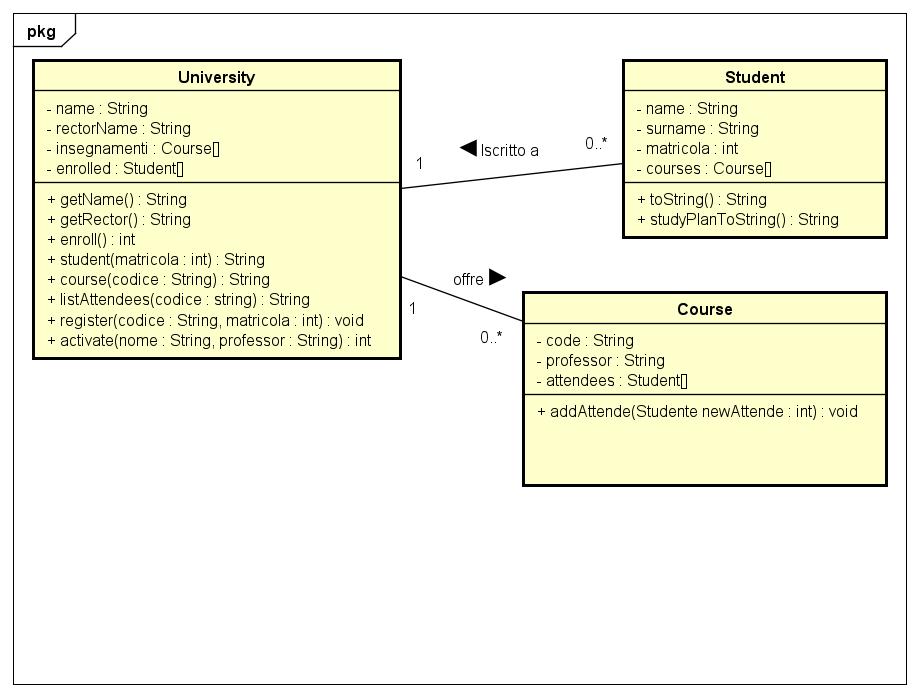 pkg
University
- name : String
- rectorName : String
- insegnamenti : Course[]
- enrolled : Student[]
+ getName() : String
+ getRector() : String
+ enroll() : int
+ student(matricola : int) : String
+ course(codice : String) : String
+ listAttendees(codice : string) : String
+ register(codice : String, matricola : int) : void
+ activate(nome : String, professor : String) : int
1
Iscritto a
0..*
Student
- name : String
- surname : String
- matricola : int
- courses : Course[]
+ toString() : String
+ studyPlanToString() : String
offre
1
0..*
Course
- code : String
- professor : String
- attendees : Student[]
+ addAttende(Studente newAttende : int) : void